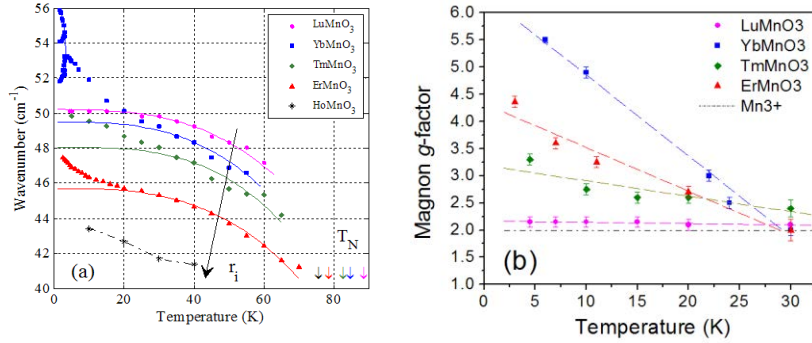 56
54
52
50
48
46
44
42
40
0
20
40
60
80
Wavenumber (cm⁻¹)
Temperature (K)
LuMnO₃
YbMnO₃
TmMnO₃
ErMnO₃
HoMnO₃
(a)
rᵢ
T_N
b
6.0
5.5
5.0
4.5
4.0
3.5
3.0
2.5
2.0
1.5
1.0
0
5
10
15
20
25
30
Magnon g-factor
Temperature (K)
LuMnO3
YbMnO3
TmMnO3
ErMnO3
Mn3+
(b)